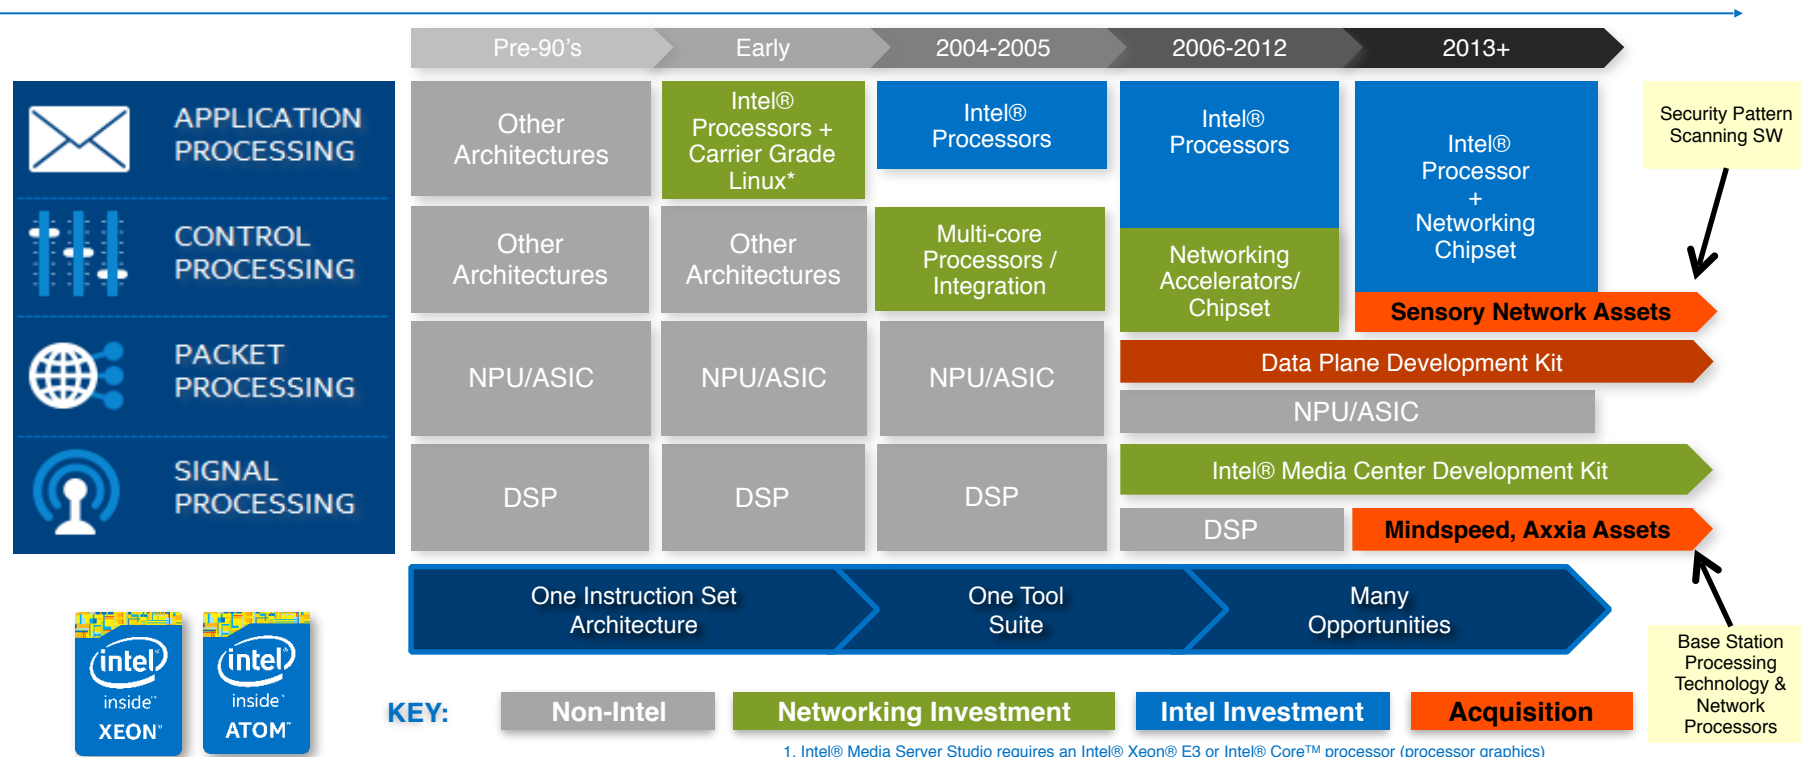 Pre-90's
Early
2004-2005
2006-2012
2013+
APPLICATION
PROCESSING
Other
Architectures
Intel®
Processors +
Carrier Grade
Linux*
Intel®
Processors
Intel®
Processors
Intel®
Processor
+
Networking
Chipset
Security Pattern
Scanning SW
CONTROL
PROCESSING
Other
Architectures
Other
Architectures
Multi-core
Processors /
Integration
Networking
Accelerators/
Chipset
Sensory Network Assets
PACKET
PROCESSING
NPU/ASIC
NPU/ASIC
NPU/ASIC
Data Plane Development Kit
NPU/ASIC
SIGNAL
PROCESSING
DSP
DSP
DSP
Intel® Media Center Development Kit
DSP
Mindspeed, Axxia Assets
One Instruction Set
Architecture
One Tool
Suite
Many
Opportunities
Base Station
Processing
Technology &
Network
Processors
intel®
inside™
XEON®
intel®
inside™
ATOM™
KEY:
Non-Intel
Networking Investment
Intel Investment
Acquisition
1. Intel® Media Server Studio requires an Intel® Xeon® E3 or Intel® Core™ processor (processor graphics)